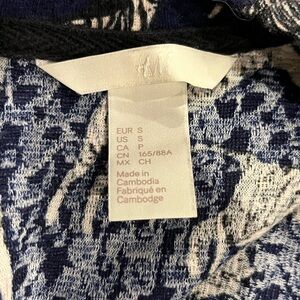 H&M
EUR S
US S
CA P
CN 165/88A
MX CH
Made in
Cambodia
Fabriqué en
Cambodge